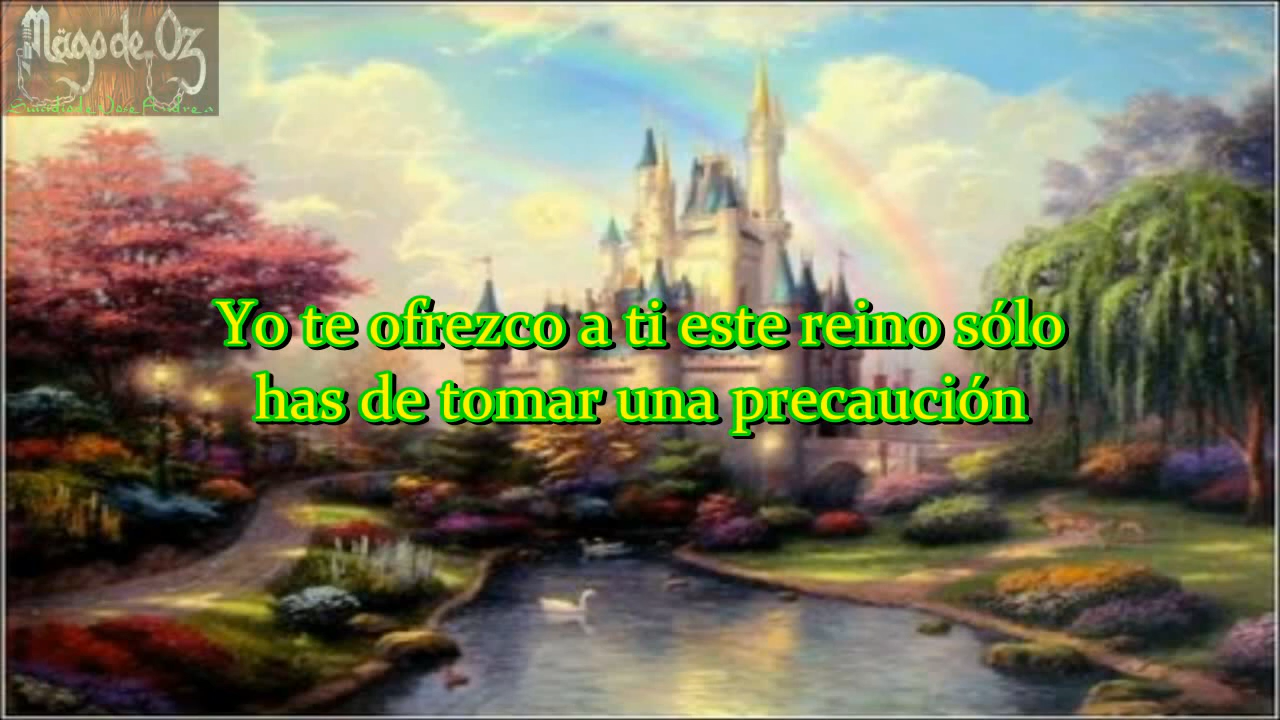 Mägo de Oz
Yo te ofrezco a ti este reino sólo
has de tomar una precaución